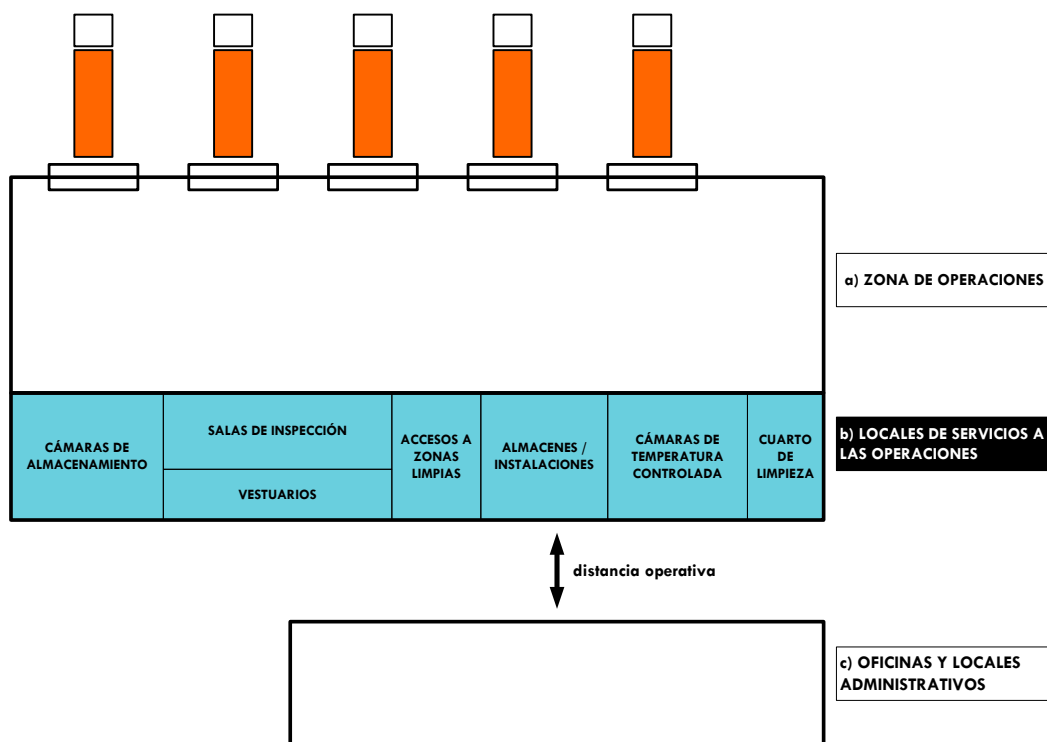 a) ZONA DE OPERACIONES
CÁMARAS DE
ALMACENAMIENTO
SALAS DE INSPECCIÓN
VESTUARIOS
ACCESOS A
ZONAS
LIMPIAS
ALMACENES /
INSTALACIONES
CÁMARAS DE
TEMPERATURA
CONTROLADA
CUARTO
DE
LIMPIEZA
b) LOCALES DE SERVICIOS A
LAS OPERACIONES
distancia operativa
c) OFICINAS Y LOCALES
ADMINISTRATIVOS